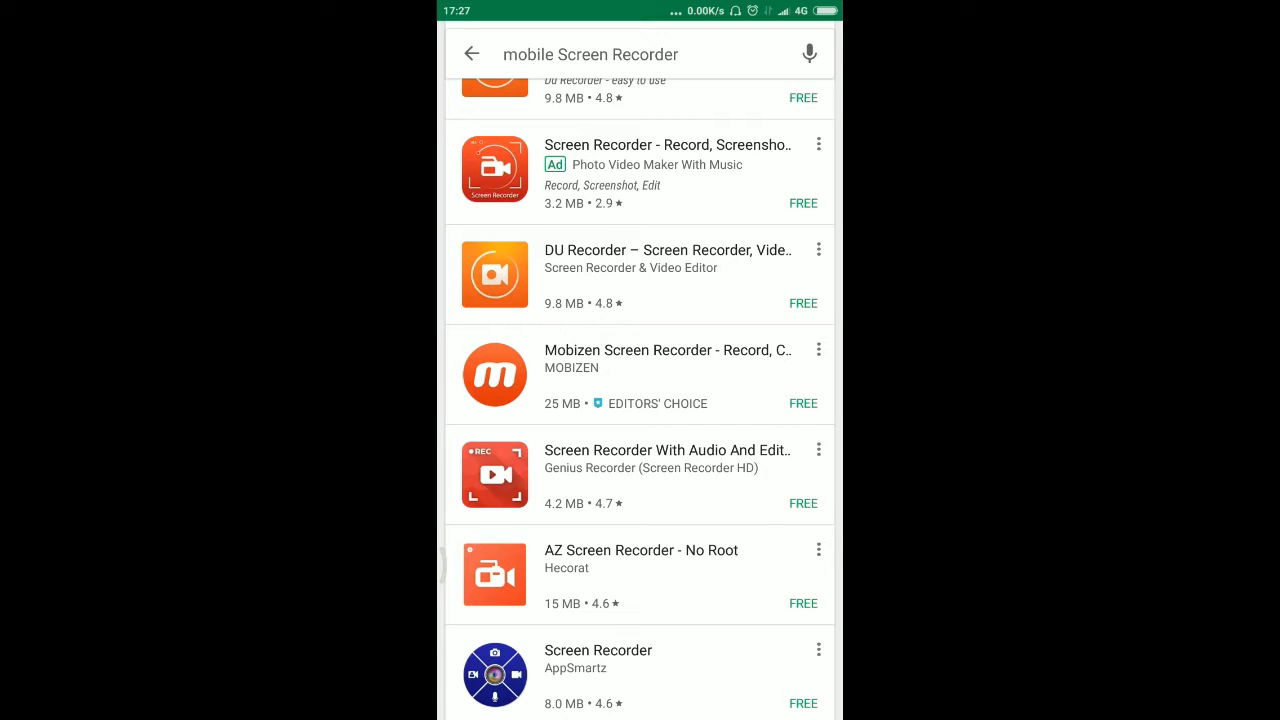 17:27
... 0.00K/s 4G
mobile Screen Recorder
Du Recorder - easy to use
9.8 MB • 4.8 ★ FREE
Screen Recorder - Record, Screensho..
Ad Photo Video Maker With Music
Record, Screenshot, Edit
3.2 MB • 2.9 ★ FREE
Screen Recorder
DU Recorder – Screen Recorder, Vide..
Screen Recorder & Video Editor
9.8 MB • 4.8 ★ FREE
Mobizen Screen Recorder - Record, C..
MOBIZEN
m
25 MB • EDITORS' CHOICE FREE
Screen Recorder With Audio And Edit..
REC
Genius Recorder (Screen Recorder HD)
4.2 MB • 4.7 ★ FREE
AZ Screen Recorder - No Root
Hecorat
15 MB • 4.6 ★ FREE
Screen Recorder
AppSmartz
8.0 MB • 4.6 ★ FREE